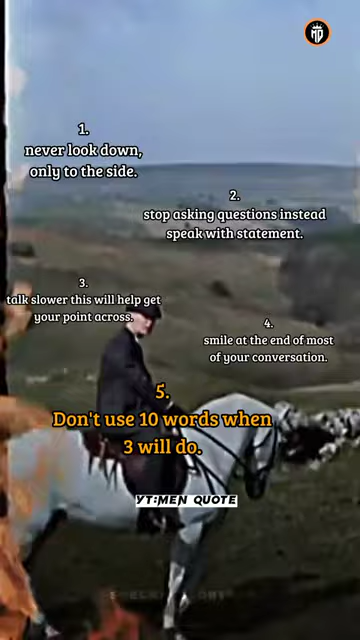 1.
never look down,
only to the side.
2.
stop asking questions instead
speak with statement.
3.
talk slower this will help get
your point across.
4.
smile at the end of most
of your conversation.
5.
Don't use 10 words when
3 will do.
YT:MEN QUOTE